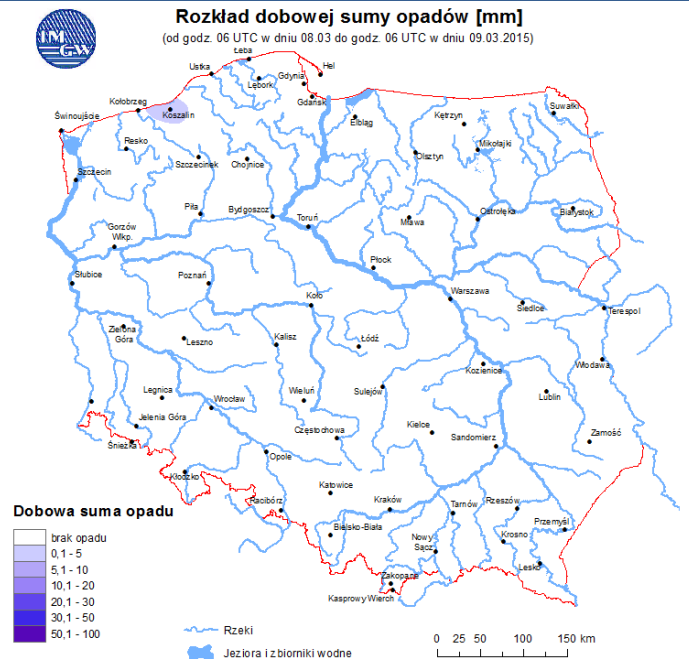 Rozkład dobowej sumy opadów [mm]
(od godz. 06 UTC w dniu 08.03 do godz. 06 UTC w dniu 09.03.2015)
IM
GW
Łeba
Ustka
Hel
Gdynia
Lębork
Gdańsk
Kołobrzeg
Koszalin
Suwałki
Świnoujście
Elbląg
Kętrzyn
Resko
Mikołajki
Szczecinek
Chojnice
Olsztyn
Szczecin
Piła
Bydgoszcz
Toruń
Mława
Ostrołęka
Białystok
Gorzów
Wlkp.
Płock
Słubice
Poznań
Koło
Warszawa
Siedlce
Terespol
Zielona
Góra
Leszno
Kalisz
Łódź
Kozienice
Włodawa
Legnica
Wrocław
Wieluń
Sulejów
Lublin
Jelenia Góra
Częstochowa
Kielce
Sandomierz
Zamość
Śnieżka
Opole
Kłodzko
Katowice
Racibórz
Kraków
Tarnów
Rzeszów
Przemyśl
Bielsko-Biała
Nowy
Sącz
Krosno
Lesko
Zakopane
Kasprowy Wierch
Dobowa suma opadu
brak opadu
0,1 - 5
5,1 - 10
10,1 - 20
20,1 - 30
30,1 - 50
50,1 - 100
Rzeki
Jeziora i zbiorniki wodne
0 25 50 100 150 km